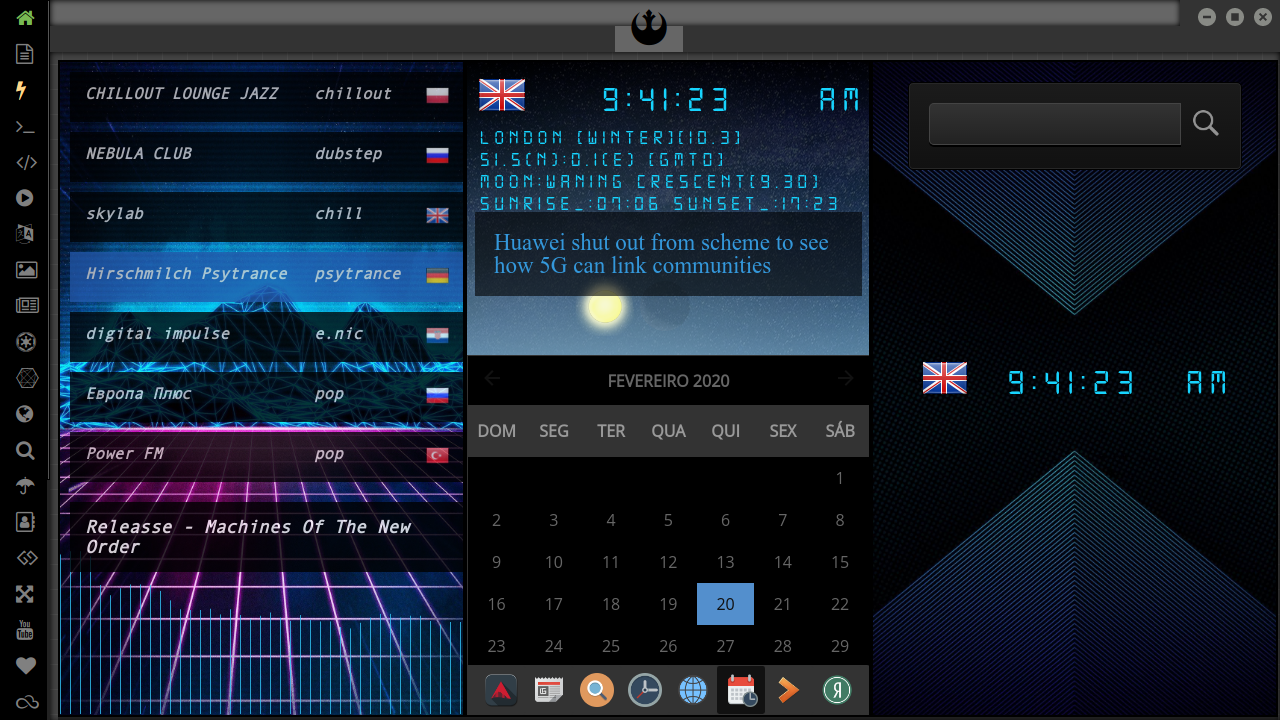 CHILLOUT LOUNGE JAZZ chillout
NEBULA CLUB dubstep
skylab chill
Hirschmilch Psytrance psytrance
digital impulse e.nic
Европа Плюс pop
Power FM pop
Releasse - Machines Of The New
Order
9:41:23 AM
LONDON [WINTER][10.3]
51.5(N):0.1(E) [GMT0]
MOON:WANING CRESCENT[9.30]
SUNRISE_:07:06 SUNSET_:17:23
Huawei shut out from scheme to see
how 5G can link communities
FEVEREIRO 2020
DOM SEG TER QUA QUI SEX SÁB
1
2 3 4 5 6 7 8
9 10 11 12 13 14 15
16 17 18 19 20 21 22
23 24 25 26 27 28 29
Я
9:41:23 AM
You
Tube